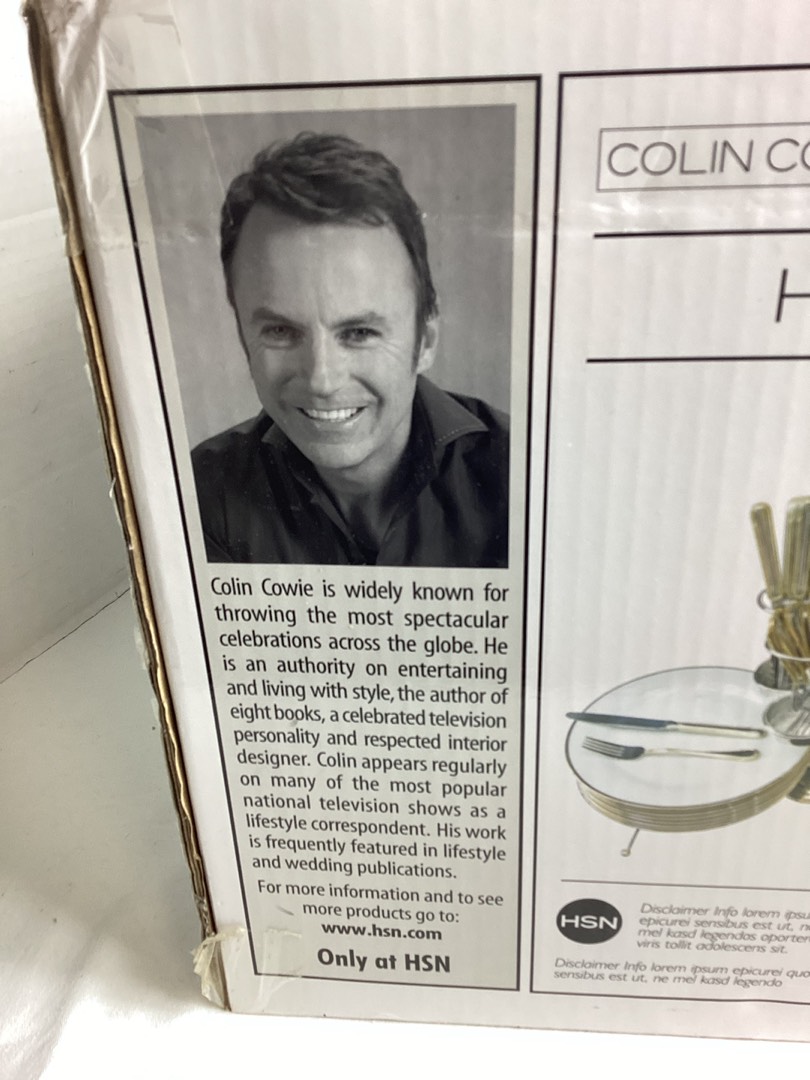 Colin Cowie is widely known for
throwing the most spectacular
celebrations across the globe. He
is an authority on entertaining
and living with style, the author of
eight books, a celebrated television
personality and respected interior
designer. Colin appears regularly
on many of the most popular
national television shows as a
lifestyle correspondent. His work
is frequently featured in lifestyle
and wedding publications.
For more information and to see
more products go to:
www.hsn.com
Only at HSN
COLIN CO
H
HSN
Disclaimer Info lorem ipsu
epicurei sensibus est ut, n
mel kasd legendos oporter
viris tollit adolescens sit.
Disclaimer Info lorem ipsum epicurei quo
sensibus est ut, ne mel kasd legendo